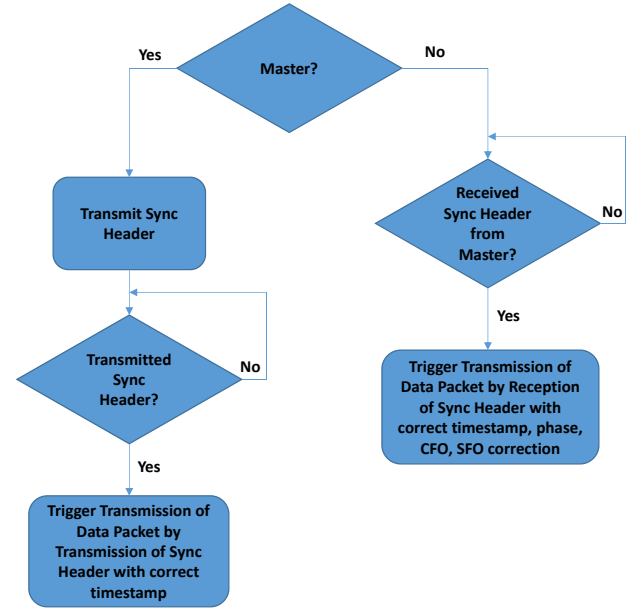 Master?
Yes
No
Transmit Sync
Header
Received
Sync Header
from
Master?
No
Yes
Transmitted
Sync
Header?
No
Yes
Trigger Transmission of
Data Packet by Reception
of Sync Header with
correct timestamp, phase,
CFO, SFO correction
Trigger Transmission of
Data Packet by
Transmission of Sync
Header with correct
timestamp